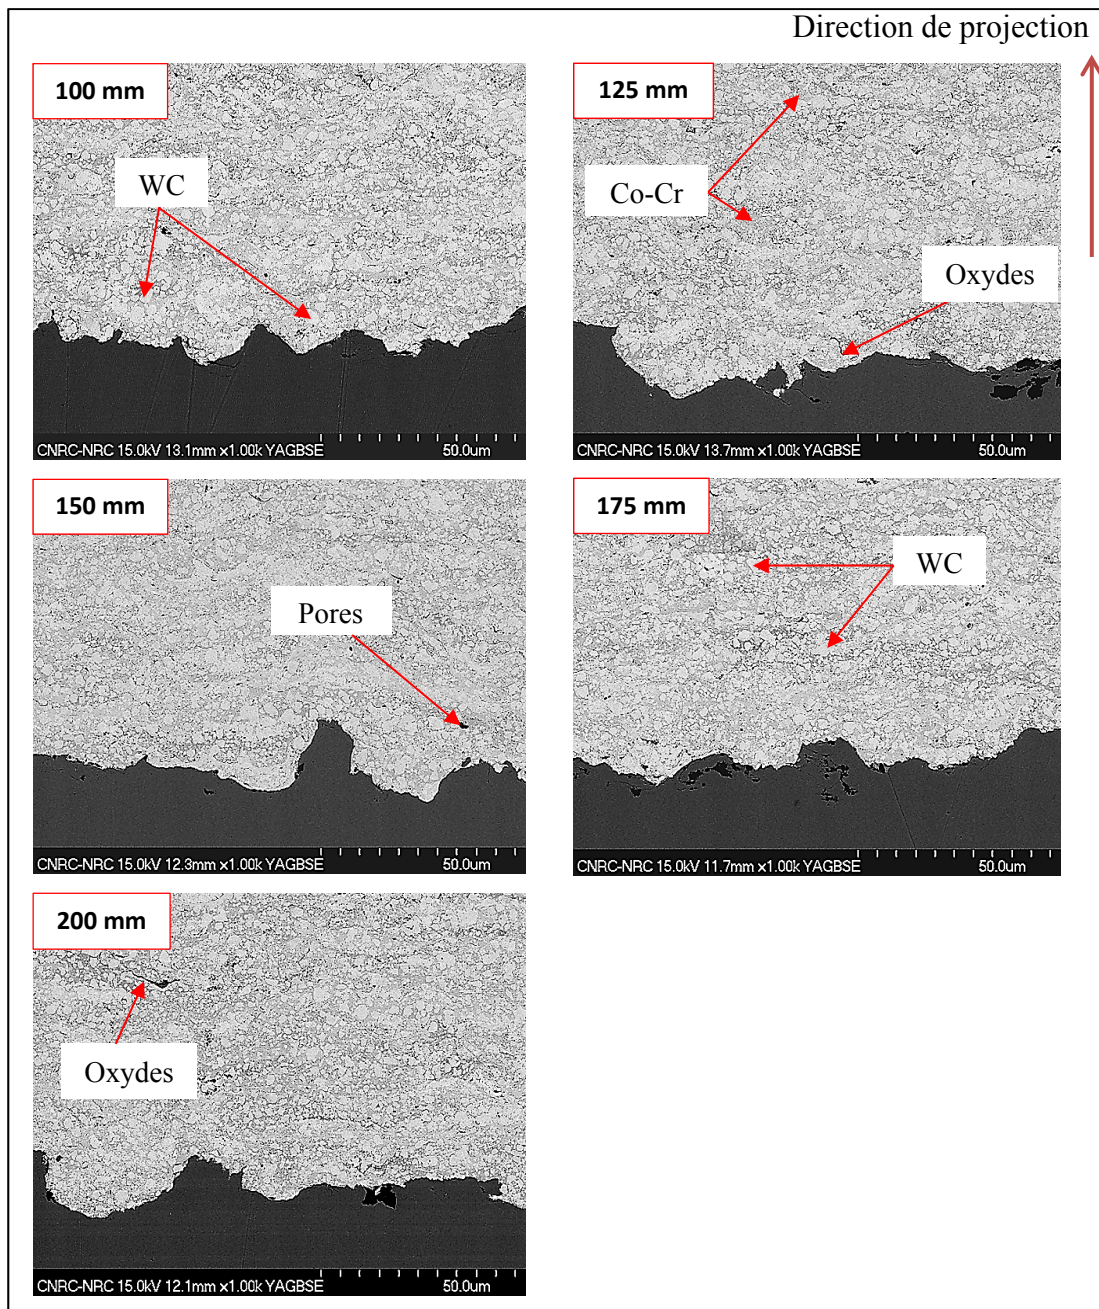 Direction de projection
100 mm
WC
CNRC-NRC 15.0kV 13.1mm x1.00k YAGBSE 50.0um
125 mm
Co-Cr
Oxydes
CNRC-NRC 15.0kV 13.7mm x1.00k YAGBSE 50.0um
150 mm
Pores
CNRC-NRC 15.0kV 12.3mm x1.00k YAGBSE 50.0um
175 mm
WC
CNRC-NRC 15.0kV 11.7mm x1.00k YAGBSE 50.0um
200 mm
Oxydes
CNRC-NRC 15.0kV 12.1mm x1.00k YAGBSE 50.0um